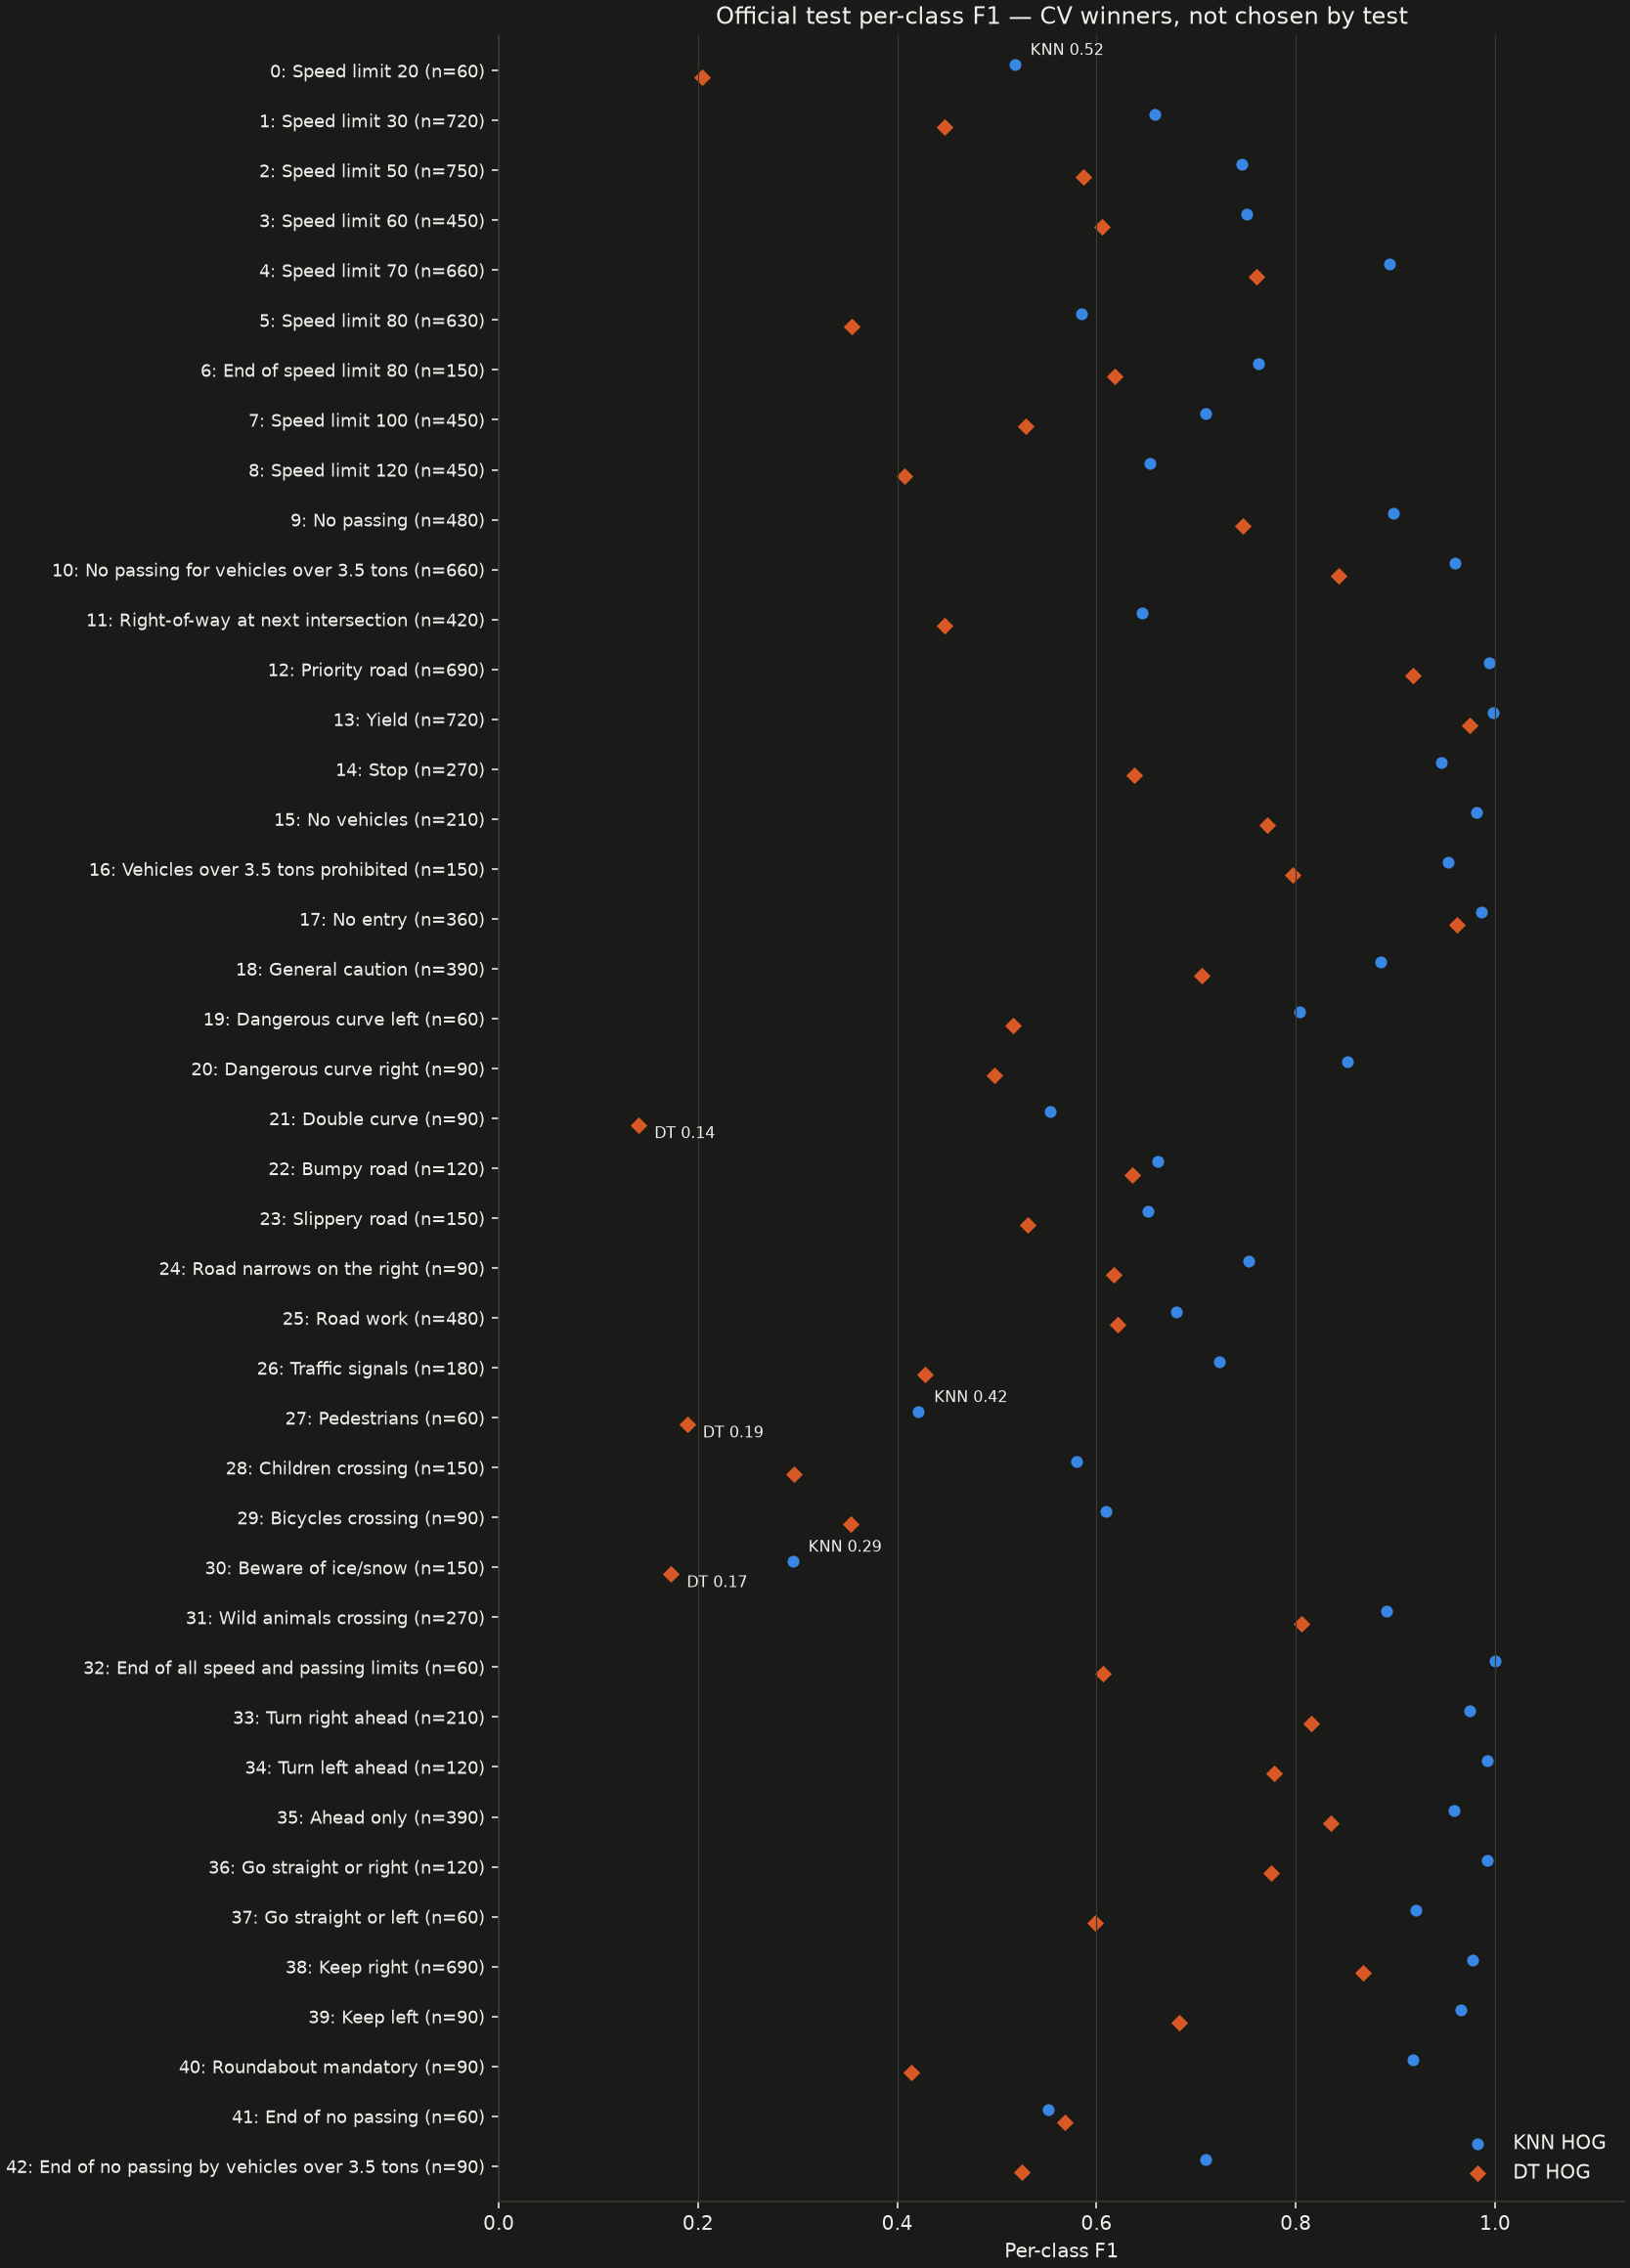 Official test per-class F1 — CV winners, not chosen by test
KNN 0.52
0: Speed limit 20 (n=60)
1: Speed limit 30 (n=720)
2: Speed limit 50 (n=750)
3: Speed limit 60 (n=450)
4: Speed limit 70 (n=660)
5: Speed limit 80 (n=630)
6: End of speed limit 80 (n=150)
7: Speed limit 100 (n=450)
8: Speed limit 120 (n=450)
9: No passing (n=480)
10: No passing for vehicles over 3.5 tons (n=660)
11: Right-of-way at next intersection (n=420)
12: Priority road (n=690)
13: Yield (n=720)
14: Stop (n=270)
15: No vehicles (n=210)
16: Vehicles over 3.5 tons prohibited (n=150)
17: No entry (n=360)
18: General caution (n=390)
19: Dangerous curve left (n=60)
20: Dangerous curve right (n=90)
21: Double curve (n=90)
DT 0.14
22: Bumpy road (n=120)
23: Slippery road (n=150)
24: Road narrows on the right (n=90)
25: Road work (n=480)
26: Traffic signals (n=180)
KNN 0.42
27: Pedestrians (n=60)
DT 0.19
28: Children crossing (n=150)
29: Bicycles crossing (n=90)
KNN 0.29
30: Beware of ice/snow (n=150)
DT 0.17
31: Wild animals crossing (n=270)
32: End of all speed and passing limits (n=60)
33: Turn right ahead (n=210)
34: Turn left ahead (n=120)
35: Ahead only (n=390)
36: Go straight or right (n=120)
37: Go straight or left (n=60)
38: Keep right (n=690)
39: Keep left (n=90)
40: Roundabout mandatory (n=90)
41: End of no passing (n=60)
42: End of no passing by vehicles over 3.5 tons (n=90)
KNN HOG
DT HOG
0.0 0.2 0.4 0.6 0.8 1.0
Per-class F1